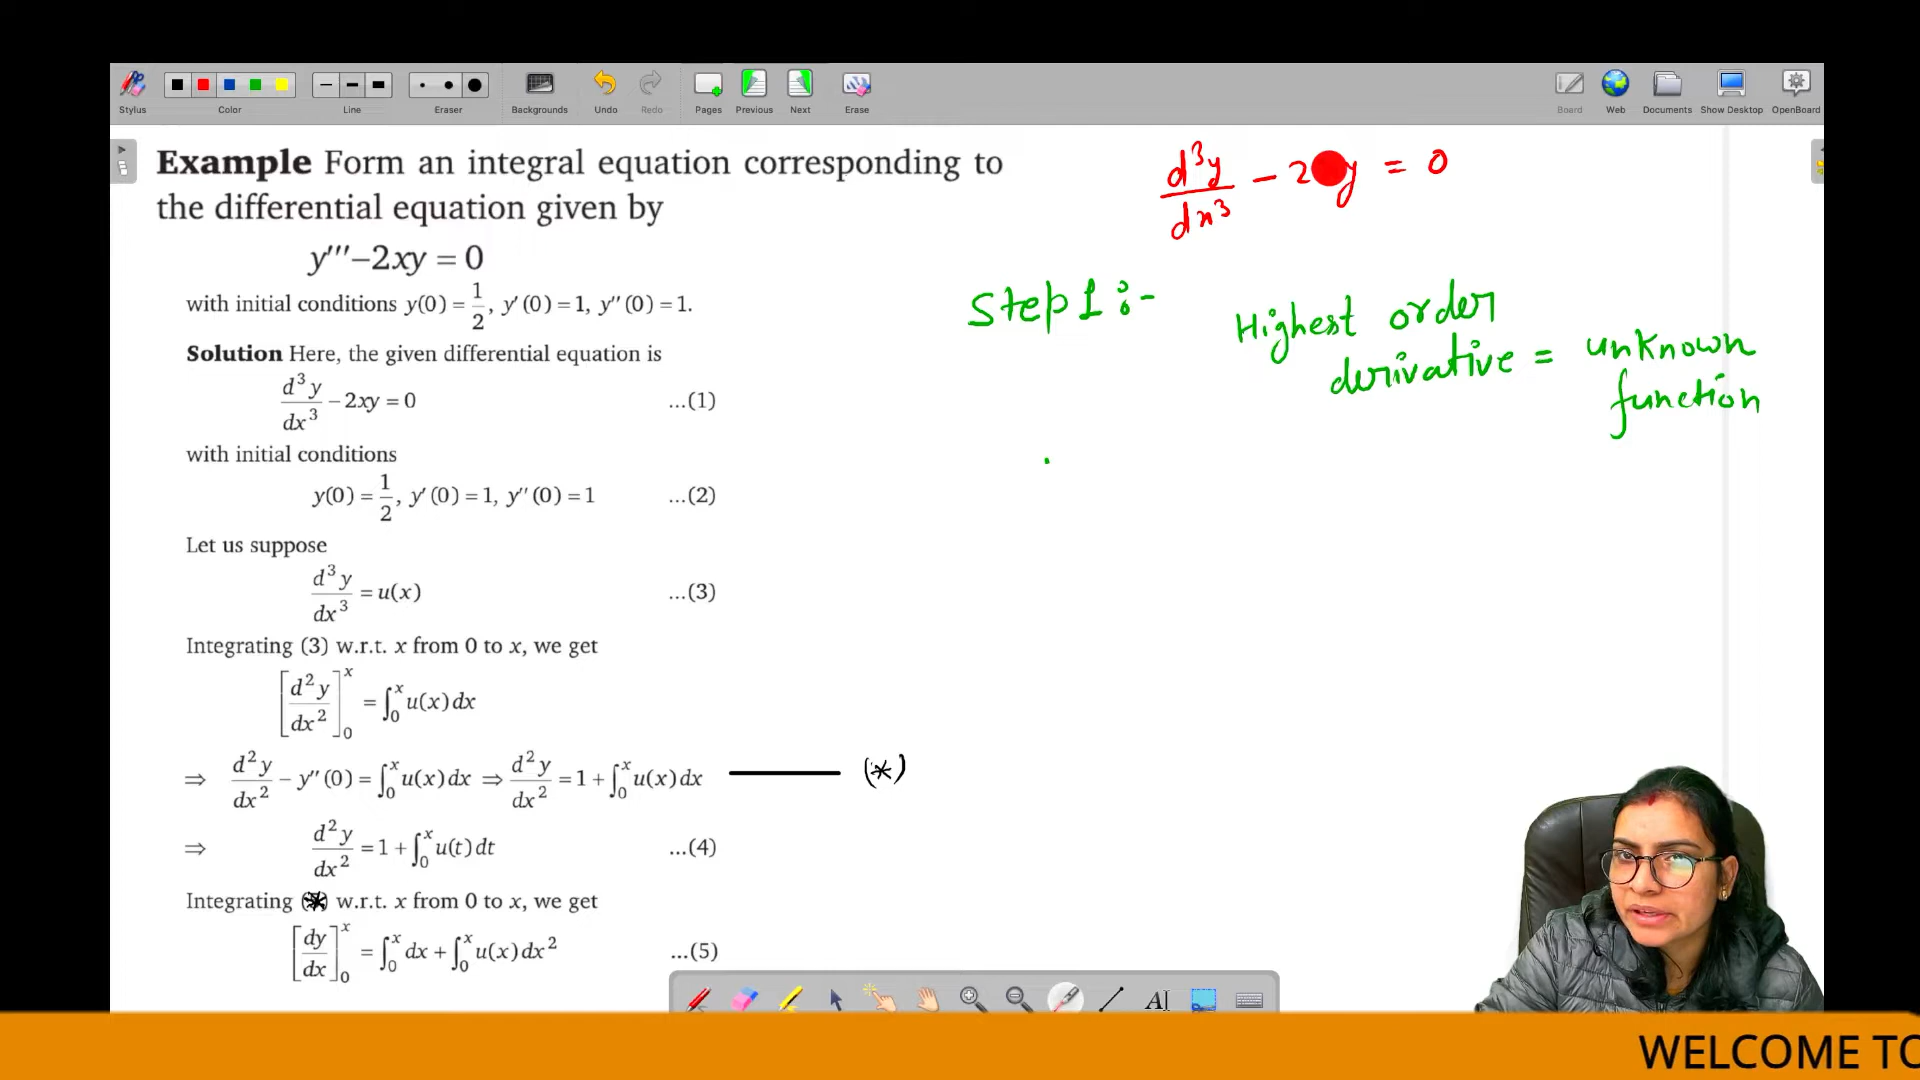 Stylus
Color
Line
Eraser
Backgrounds
Undo
Redo
Pages
Previous
Next
Erase
Board
Web
Documents
Show Desktop
OpenBoard
Example Form an integral equation corresponding to
the differential equation given by
y′′′−2xy = 0
with initial conditions y(0) = 1/2, y′(0) = 1, y′′(0) = 1.
Solution Here, the given differential equation is
d³y/dx³ − 2xy = 0 ...(1)
with initial conditions
y(0) = 1/2, y′(0) = 1, y′′(0) = 1 ...(2)
Let us suppose
d³y/dx³ = u(x) ...(3)
Integrating (3) w.r.t. x from 0 to x, we get
[d²y/dx²]₀ˣ = ∫₀ˣ u(x) dx
⇒ d²y/dx² − y′′(0) = ∫₀ˣ u(x) dx ⇒ d²y/dx² = 1 + ∫₀ˣ u(x) dx (*)
⇒ d²y/dx² = 1 + ∫₀ˣ u(t) dt ...(4)
Integrating (*) w.r.t. x from 0 to x, we get
[dy/dx]₀ˣ = ∫₀ˣ dx + ∫₀ˣ u(x) dx² ...(5)
d³y/dx³ − 2 y = 0
Step 1 :-
Highest order
derivative = unknown
function
WELCOME TO